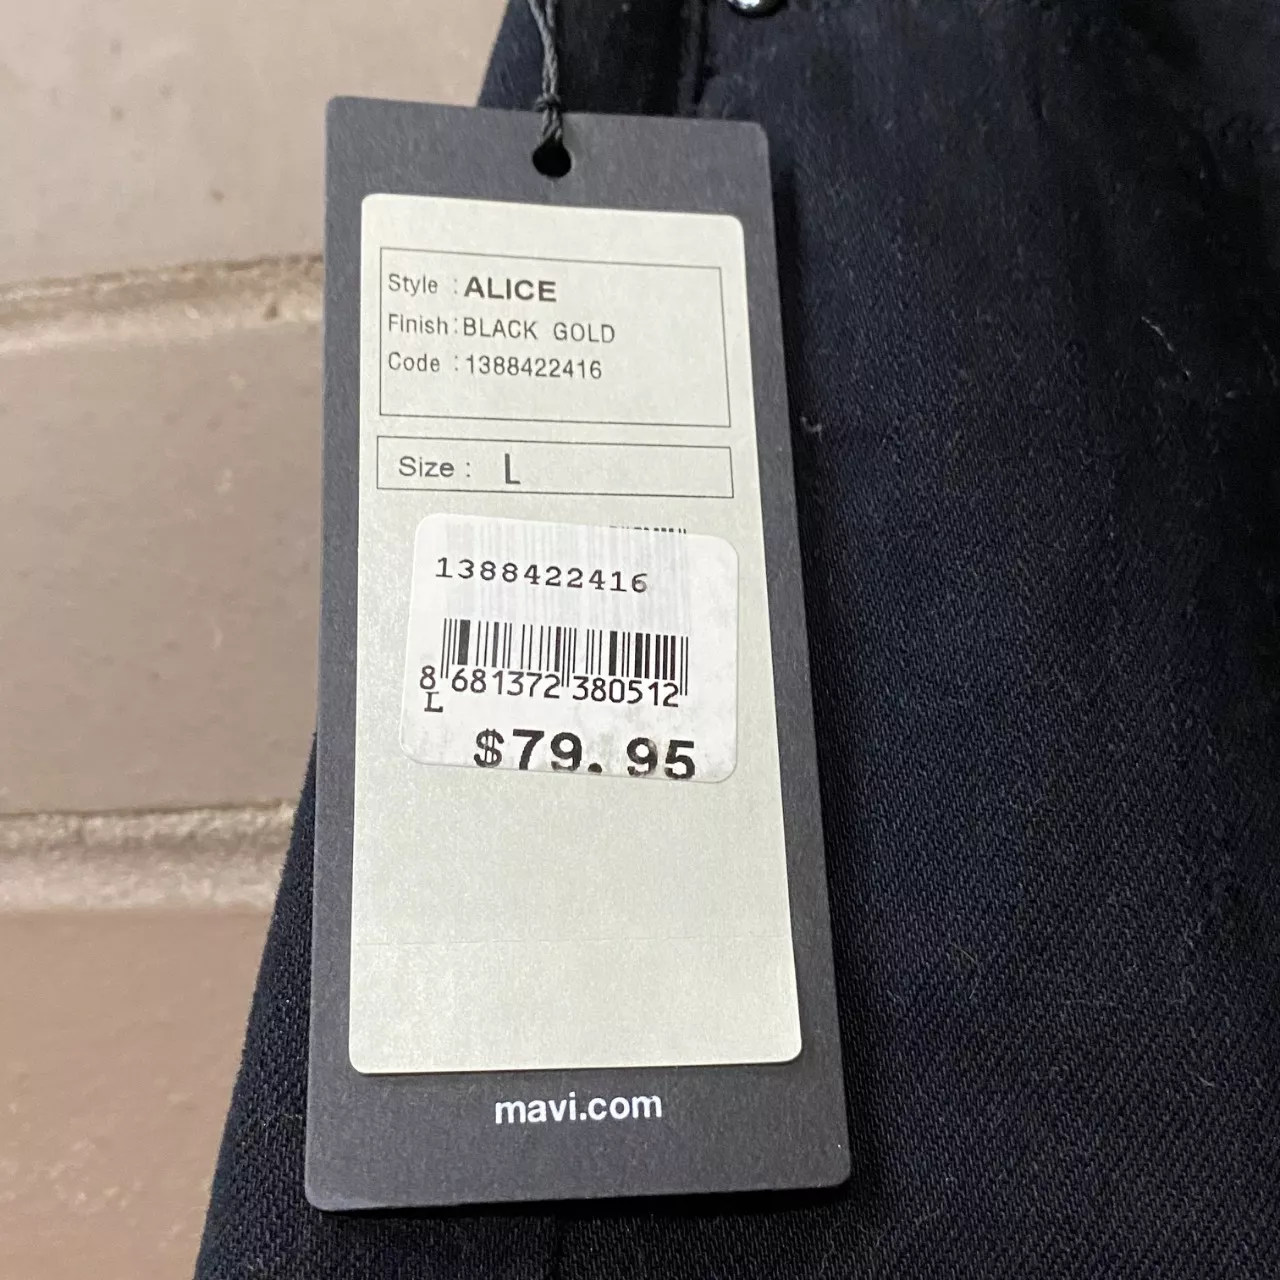 Style : ALICE
Finish : BLACK GOLD
Code : 1388422416
Size : L
1388422416
8 681372 380512
L
$79.95
mavi.com